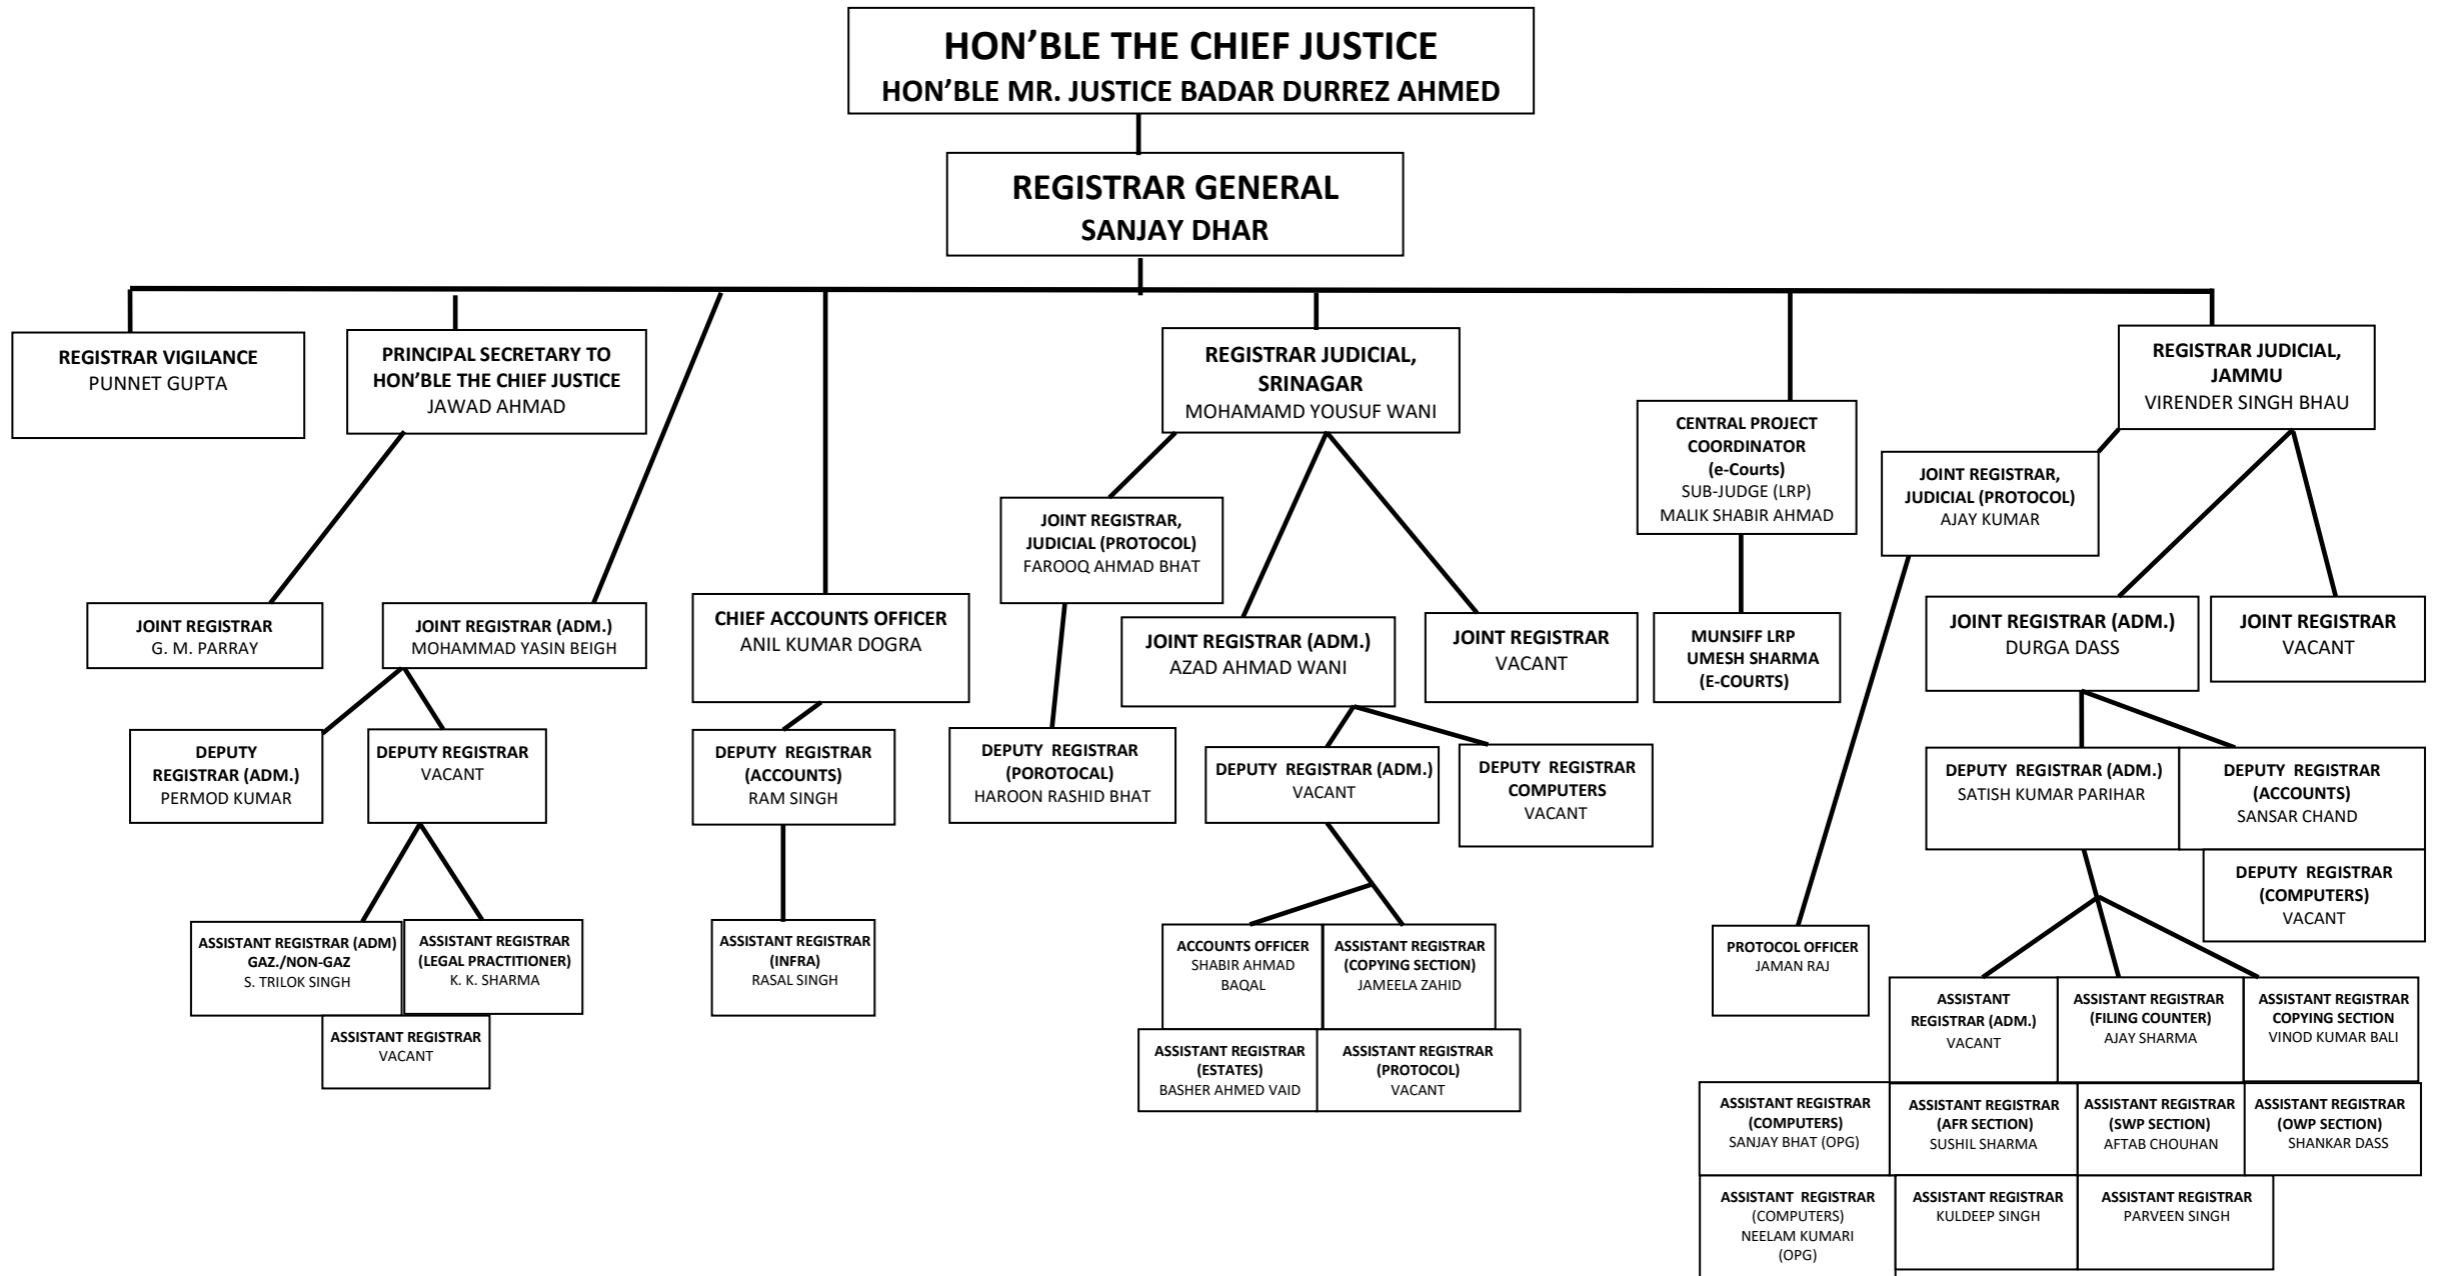 HON’BLE THE CHIEF JUSTICE
HON’BLE MR. JUSTICE BADAR DURREZ AHMED
REGISTRAR GENERAL
SANJAY DHAR
REGISTRAR VIGILANCE
PUNNET GUPTA
PRINCIPAL SECRETARY TO
HON’BLE THE CHIEF JUSTICE
JAWAD AHMAD
REGISTRAR JUDICIAL,
SRINAGAR
MOHAMAMD YOUSUF WANI
CENTRAL PROJECT
COORDINATOR
(e-Courts)
SUB-JUDGE (LRP)
MALIK SHABIR AHMAD
REGISTRAR JUDICIAL,
JAMMU
VIRENDER SINGH BHAU
JOINT REGISTRAR,
JUDICIAL (PROTOCOL)
AJAY KUMAR
JOINT REGISTRAR,
JUDICIAL (PROTOCOL)
FAROOQ AHMAD BHAT
JOINT REGISTRAR
G. M. PARRAY
JOINT REGISTRAR (ADM.)
MOHAMMAD YASIN BEIGH
CHIEF ACCOUNTS OFFICER
ANIL KUMAR DOGRA
JOINT REGISTRAR (ADM.)
AZAD AHMAD WANI
JOINT REGISTRAR
VACANT
MUNSIFF LRP
UMESH SHARMA
(E-COURTS)
JOINT REGISTRAR (ADM.)
DURGA DASS
JOINT REGISTRAR
VACANT
DEPUTY
REGISTRAR (ADM.)
PERMOD KUMAR
DEPUTY REGISTRAR
VACANT
DEPUTY REGISTRAR
(ACCOUNTS)
RAM SINGH
DEPUTY REGISTRAR
(POROTOCAL)
HAROON RASHID BHAT
DEPUTY REGISTRAR (ADM.)
VACANT
DEPUTY REGISTRAR
COMPUTERS
VACANT
DEPUTY REGISTRAR (ADM.)
SATISH KUMAR PARIHAR
DEPUTY REGISTRAR
(ACCOUNTS)
SANSAR CHAND
DEPUTY REGISTRAR
(COMPUTERS)
VACANT
ASSISTANT REGISTRAR (ADM)
GAZ./NON-GAZ
S. TRILOK SINGH
ASSISTANT REGISTRAR
(LEGAL PRACTITIONER)
K. K. SHARMA
ASSISTANT REGISTRAR
VACANT
ASSISTANT REGISTRAR
(INFRA)
RASAL SINGH
ACCOUNTS OFFICER
SHABIR AHMAD
BAQAL
ASSISTANT REGISTRAR
(COPYING SECTION)
JAMEELA ZAHID
ASSISTANT REGISTRAR
(ESTATES)
BASHER AHMED VAID
ASSISTANT REGISTRAR
(PROTOCOL)
VACANT
PROTOCOL OFFICER
JAMAN RAJ
ASSISTANT
REGISTRAR (ADM.)
VACANT
ASSISTANT REGISTRAR
(FILING COUNTER)
AJAY SHARMA
ASSISTANT REGISTRAR
COPYING SECTION
VINOD KUMAR BALI
ASSISTANT REGISTRAR
(COMPUTERS)
SANJAY BHAT (OPG)
ASSISTANT REGISTRAR
(AFR SECTION)
SUSHIL SHARMA
ASSISTANT REGISTRAR
(SWP SECTION)
AFTAB CHOUHAN
ASSISTANT REGISTRAR
(OWP SECTION)
SHANKAR DASS
ASSISTANT REGISTRAR
(COMPUTERS)
NEELAM KUMARI
(OPG)
ASSISTANT REGISTRAR
KULDEEP SINGH
ASSISTANT REGISTRAR
PARVEEN SINGH